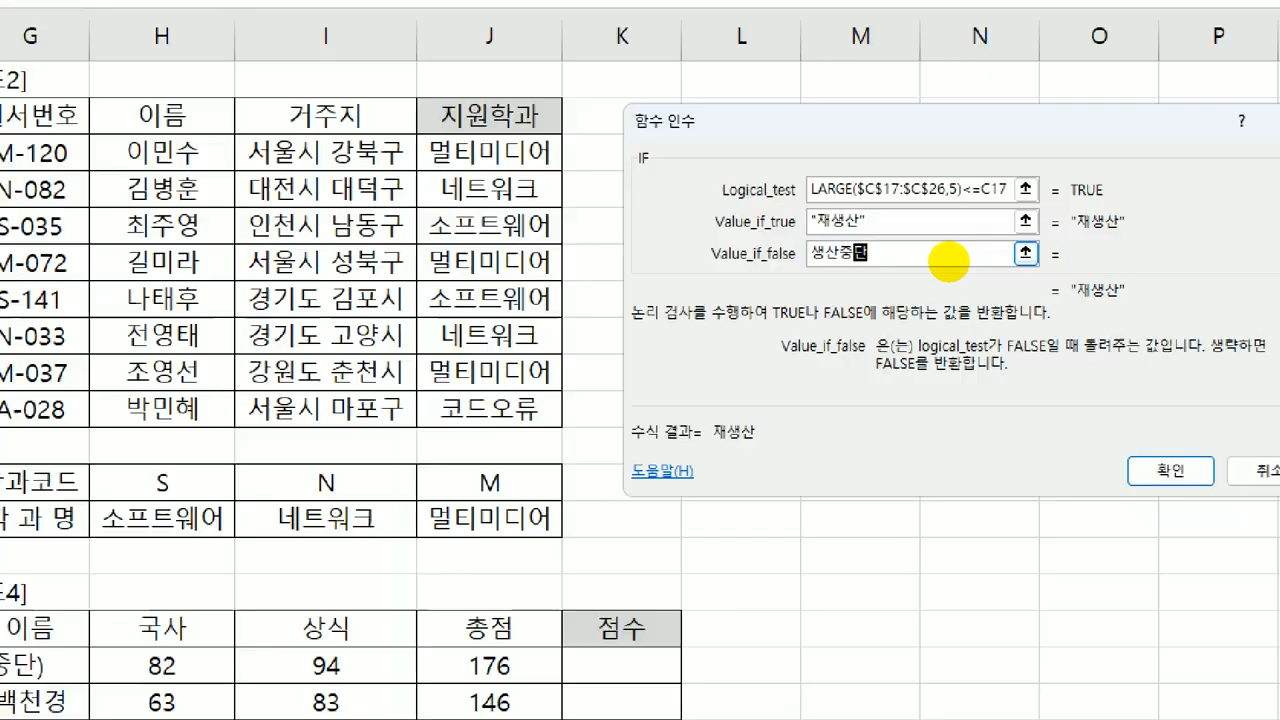 G H I J K L M N O P
표2]
원서번호 이름 거주지 지원학과
M-120 이민수 서울시 강북구 멀티미디어
N-082 김병훈 대전시 대덕구 네트워크
S-035 최주영 인천시 남동구 소프트웨어
M-072 길미라 서울시 성북구 멀티미디어
S-141 나태후 경기도 김포시 소프트웨어
N-033 전영태 경기도 고양시 네트워크
M-037 조영선 강원도 춘천시 멀티미디어
A-028 박민혜 서울시 마포구 코드오류
학과코드 S N M
학 과 명 소프트웨어 네트워크 멀티미디어
표4]
이름 국사 상식 총점 점수
중단) 82 94 176
백천경 63 83 146
함수 인수 ?
IF
Logical_test LARGE($C$17:$C$26,5)<=C17 = TRUE
Value_if_true "재생산" = "재생산"
Value_if_false 생산중단 =
= "재생산"
논리 검사를 수행하여 TRUE나 FALSE에 해당하는 값을 반환합니다.
Value_if_false 은(는) logical_test가 FALSE일 때 돌려주는 값입니다. 생략하면
FALSE를 반환합니다.
수식 결과= 재생산
도움말(H) 확인 취소